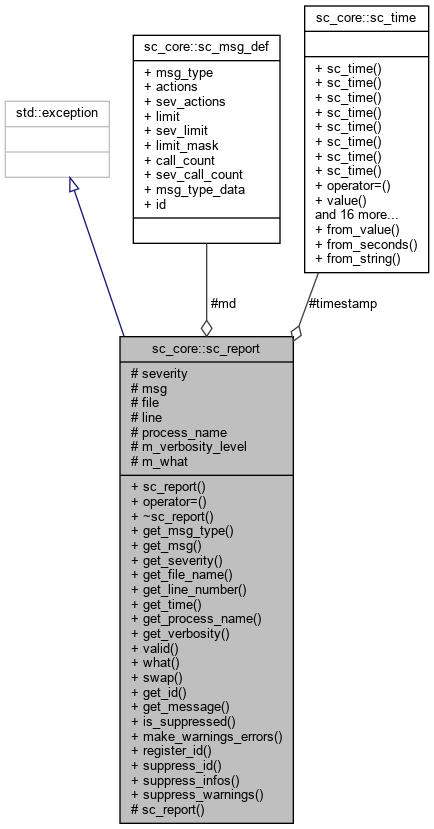 sc_core::sc_time
+ sc_time()
+ sc_time()
+ sc_time()
+ sc_time()
+ sc_time()
+ sc_time()
+ sc_time()
+ sc_time()
+ operator=()
+ value()
and 16 more...
+ from_value()
+ from_seconds()
+ from_string()
sc_core::sc_msg_def
+ msg_type
+ actions
+ sev_actions
+ limit
+ sev_limit
+ limit_mask
+ call_count
+ sev_call_count
+ msg_type_data
+ id
std::exception
#md
#timestamp
sc_core::sc_report
# severity
# msg
# file
# line
# process_name
# m_verbosity_level
# m_what
+ sc_report()
+ operator=()
+ ~sc_report()
+ get_msg_type()
+ get_msg()
+ get_severity()
+ get_file_name()
+ get_line_number()
+ get_time()
+ get_process_name()
+ get_verbosity()
+ valid()
+ what()
+ swap()
+ get_id()
+ get_message()
+ is_suppressed()
+ make_warnings_errors()
+ register_id()
+ suppress_id()
+ suppress_infos()
+ suppress_warnings()
# sc_report()